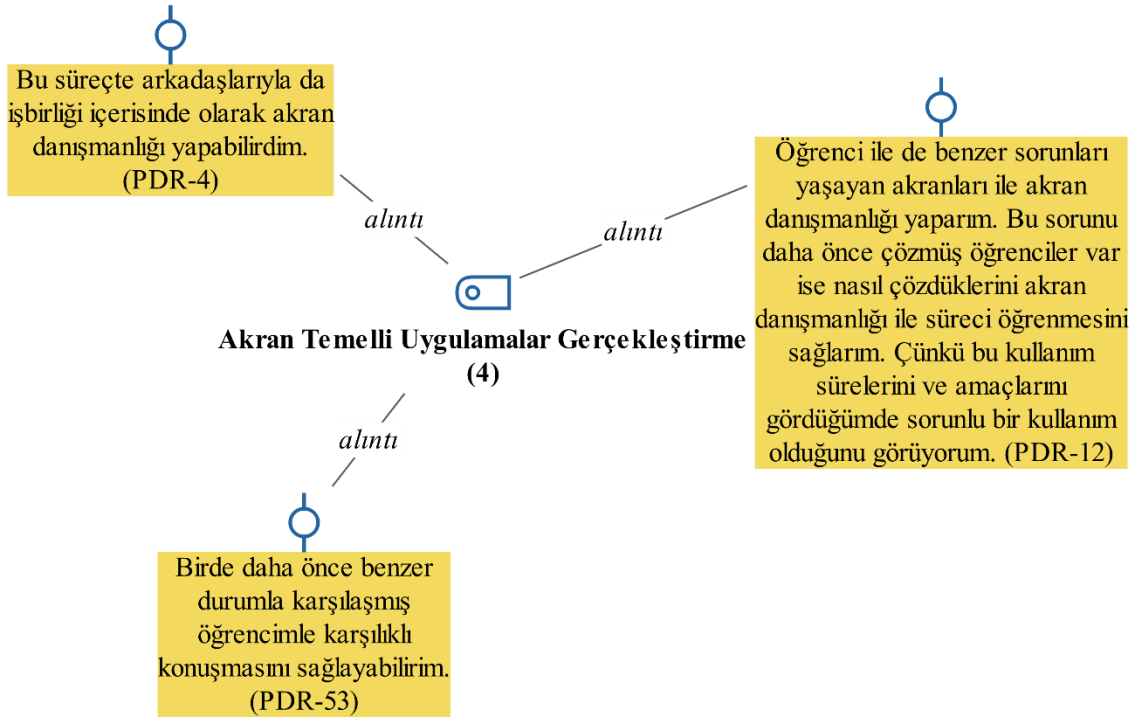 Bu süreçte arkadaşlarıyla da
işbirliği içerisinde olarak akran
danışmanlığı yapabilirdim.
(PDR-4)
alıntı
alıntı
Öğrenci ile de benzer sorunları
yaşayan akranları ile akran
danışmanlığı yaparım. Bu sorunu
daha önce çözmüş öğrenciler var
ise nasıl çözdüklerini akran
danışmanlığı ile süreci öğrenmesini
sağlarım. Çünkü bu kullanım
sürelerini ve amaçlarını
gördüğümde sorunlu bir kullanım
olduğunu görüyorum. (PDR-12)
Akran Temelli Uygulamalar Gerçekleştirme
(4)
alıntı
Birde daha önce benzer
durumla karşılaşmış
öğrencimle karşılıklı
konuşmasını sağlayabilirim.
(PDR-53)